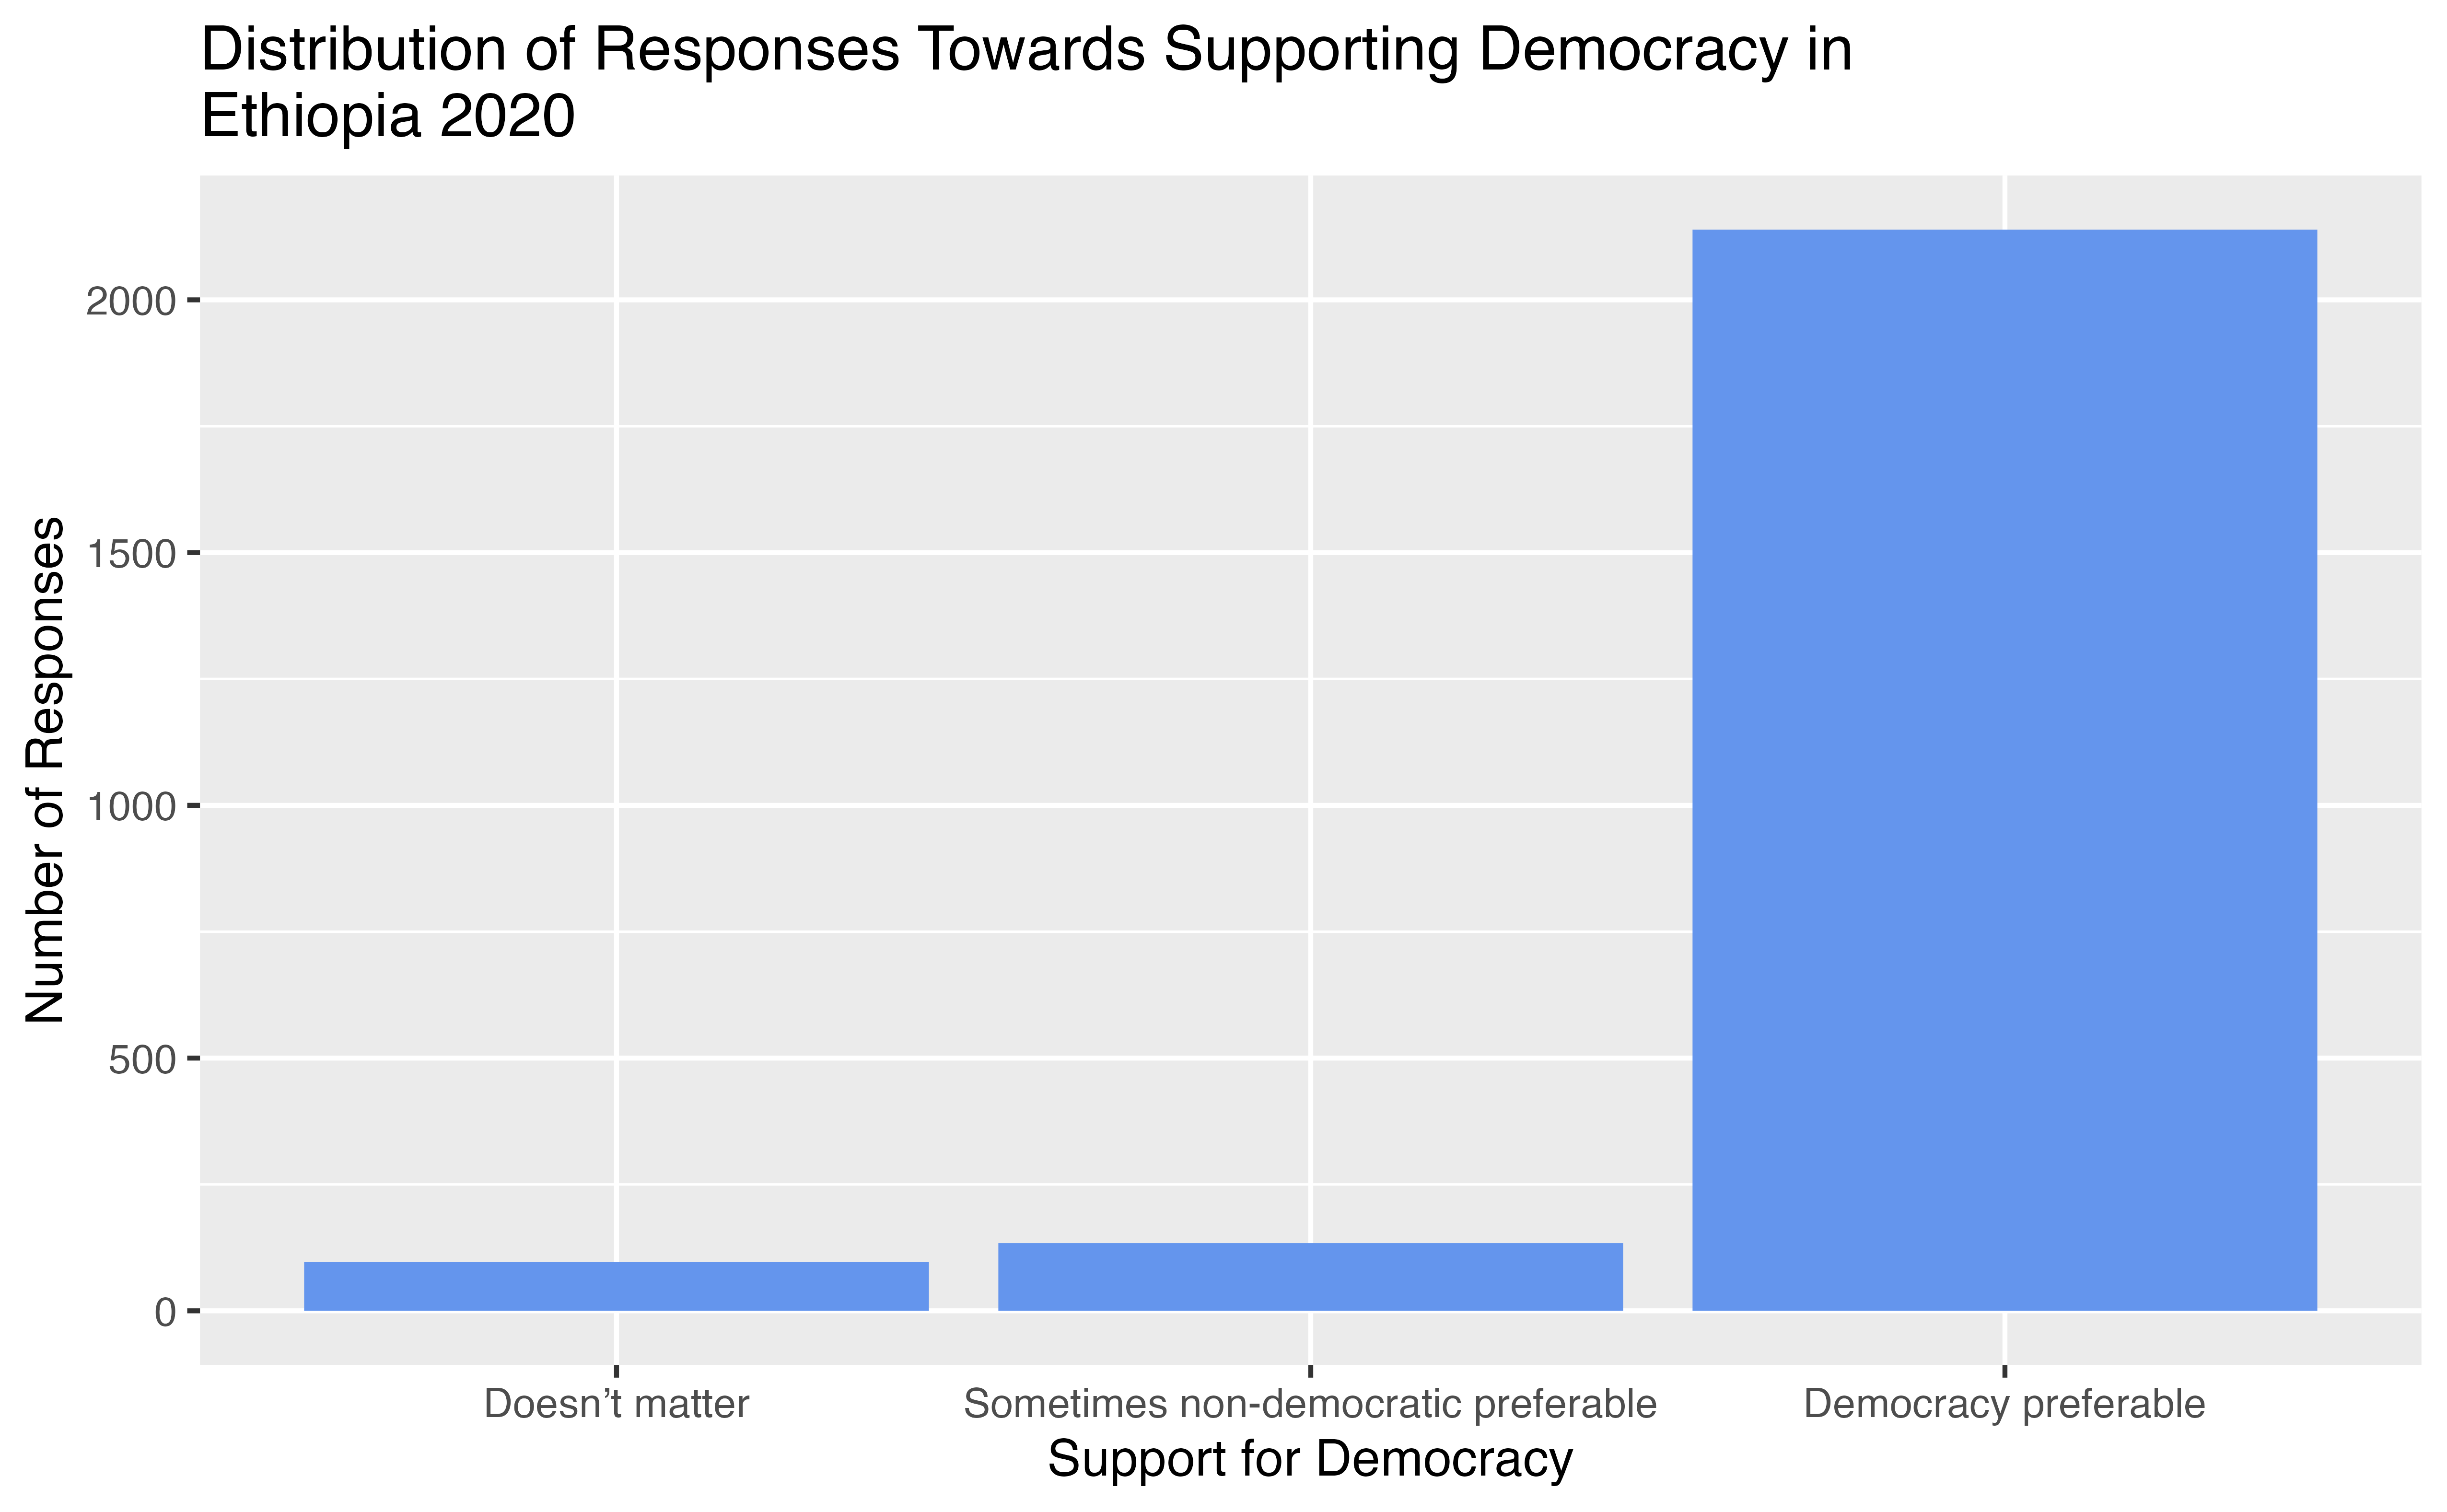 Distribution of Responses Towards Supporting Democracy in
Ethiopia 2020
Number of Responses
2000
1500
1000
500
0
Doesn’t matter
Sometimes non-democratic preferable
Democracy preferable
Support for Democracy